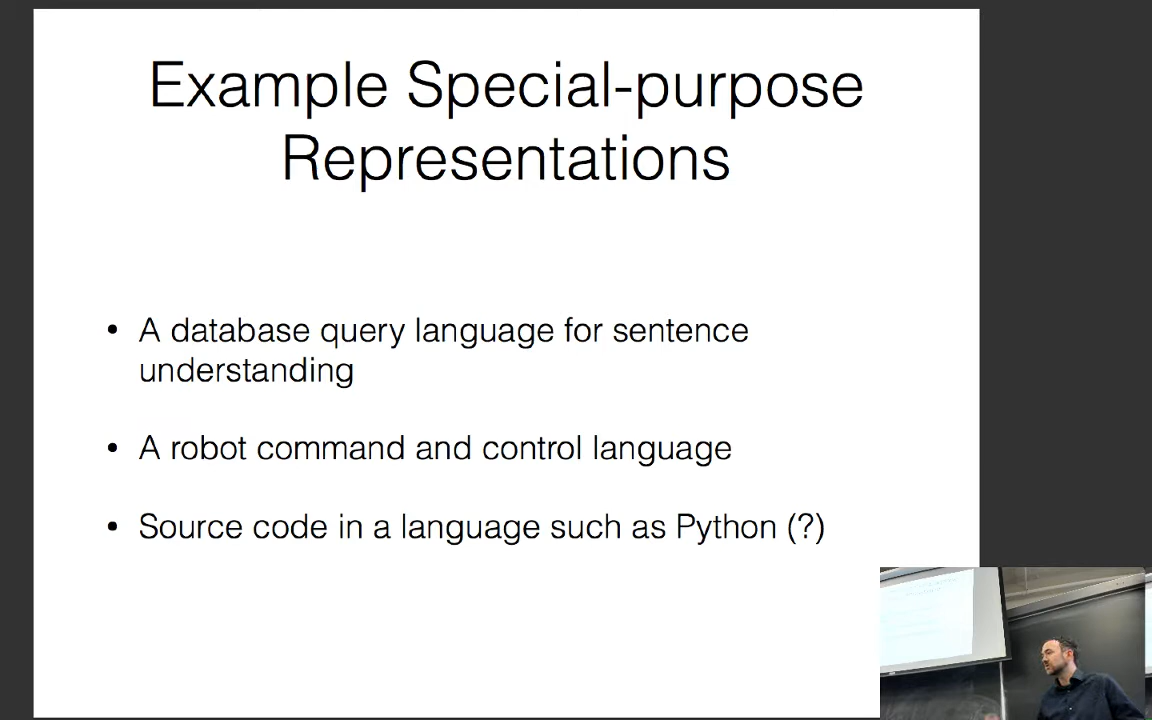 Example Special-purpose
Representations
• A database query language for sentence
understanding
• A robot command and control language
• Source code in a language such as Python (?)